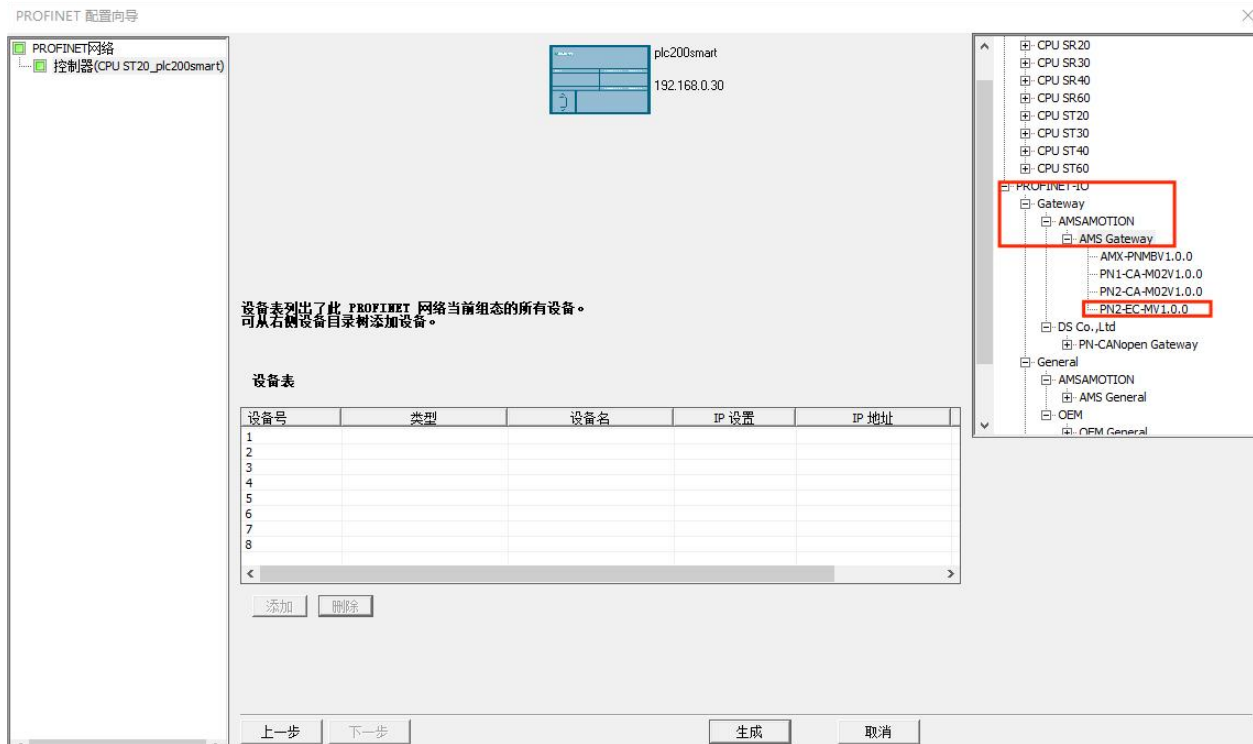 PROFINET 配置向导
PROFINET网络
控制器(CPU ST20_plc200smart)
plc200smart
192.168.0.30
设备表列出了此 PROFINET 网络当前组态的所有设备。
可从右侧设备目录树添加设备。
设备表
设备号 类型 设备名 IP 设置 IP 地址
1
2
3
4
5
6
7
8
添加 删除
上一步 下一步 生成 取消
CPU SR20
CPU SR30
CPU SR40
CPU SR60
CPU ST20
CPU ST30
CPU ST40
CPU ST60
PROFINET-IO
Gateway
AMSAMOTION
AMS Gateway
AMX-PNMBV1.0.0
PN1-CA-M02V1.0.0
PN2-CA-M02V1.0.0
PN2-EC-MV1.0.0
DS Co.,Ltd
PN-CANopen Gateway
General
AMSAMOTION
AMS General
OEM
OEM General